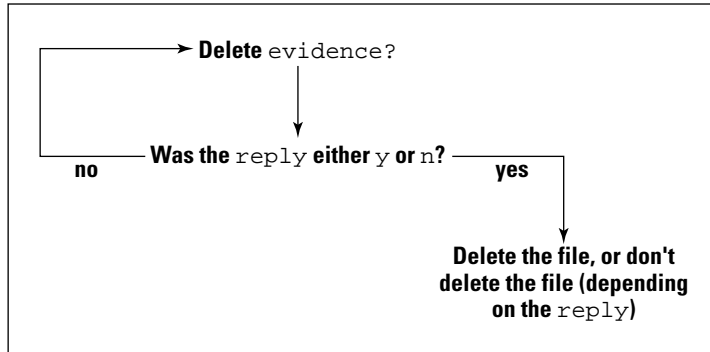 Delete evidence?
Was the reply either y or n?
no
yes
Delete the file, or don't
delete the file (depending
on the reply)